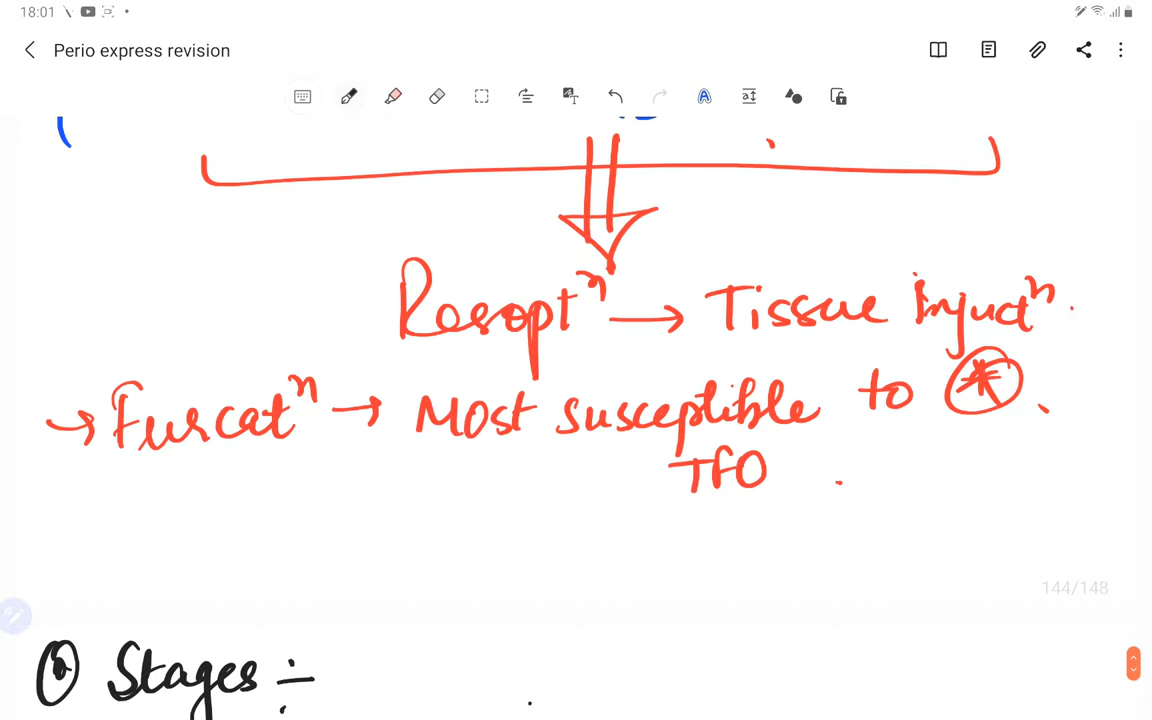 18:01
Perio express revision
Resoptⁿ → Tissue Injuctⁿ.
→ Furcatⁿ → Most susceptible to *.
TFO.
144/148
Stages :-